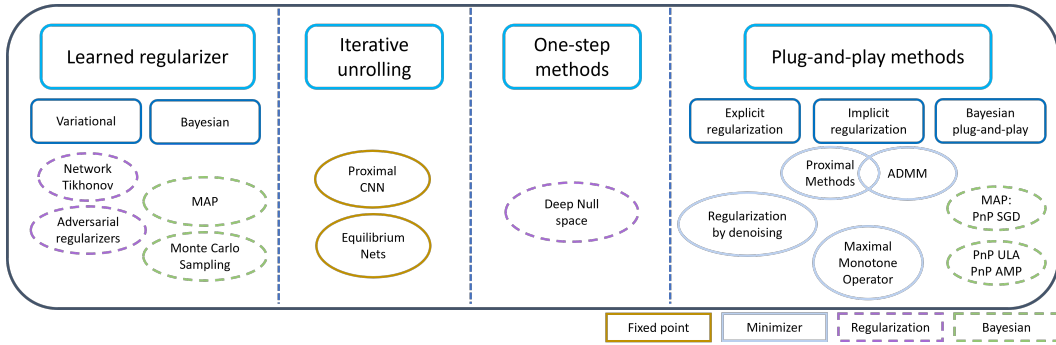 Learned regularizer
Variational
Bayesian
Network
Tikhonov
Adversarial
regularizers
MAP
Monte Carlo
Sampling
Iterative
unrolling
Proximal
CNN
Equilibrium
Nets
One-step
methods
Deep Null
space
Plug-and-play methods
Explicit
regularization
Implicit
regularization
Bayesian
plug-and-play
Regularization
by denoising
Proximal
Methods
ADMM
Maximal
Monotone
Operator
MAP:
PnP SGD
PnP ULA
PnP AMP
Fixed point
Minimizer
Regularization
Bayesian